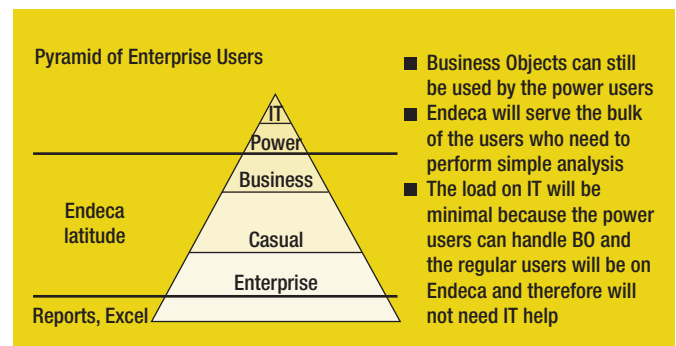 Pyramid of Enterprise Users
IT
Power
Business
Endeca
latitude
Casual
Enterprise
Reports, Excel
■ Business Objects can still
be used by the power users
■ Endeca will serve the bulk
of the users who need to
perform simple analysis
■ The load on IT will be
minimal because the power
users can handle BO and
the regular users will be on
Endeca and therefore will
not need IT help